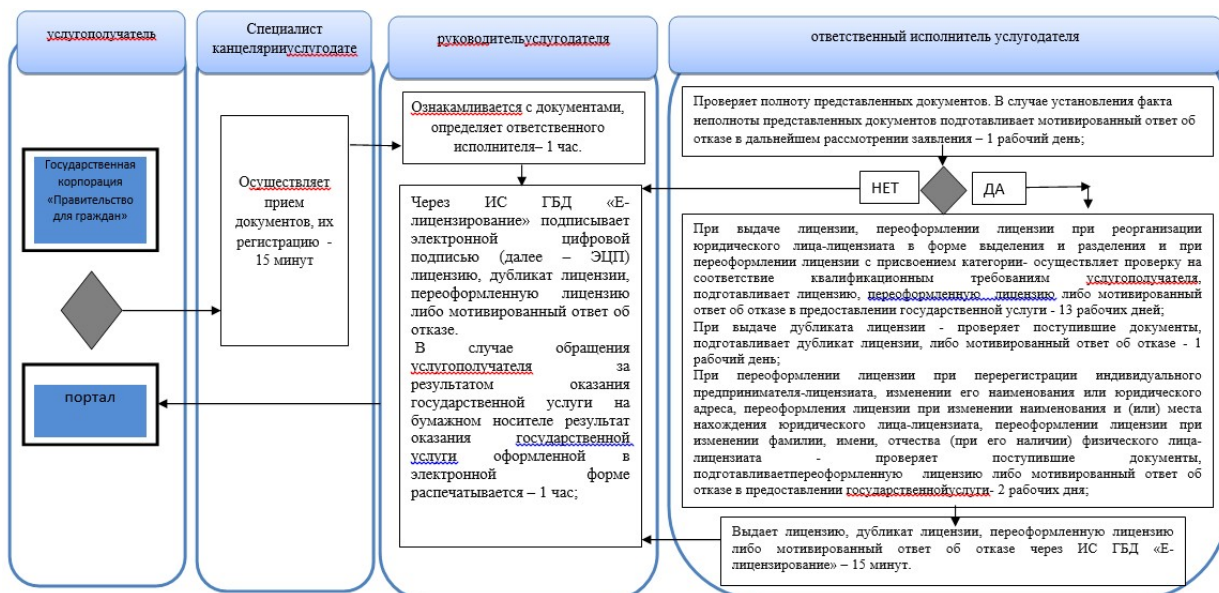 услугополучатель
Специалист
канцелярииуслугодате
руководительуслугодателя
ответственный исполнитель услугодателя
Государственная
корпорация
«Правительство
для граждан»
портал
Осуществляет
прием
документов, их
регистрацию -
15 минут
Ознакамливается с документами,
определяет ответственного
исполнителя– 1 час.
Через ИС ГБД «Е-
лицензирование» подписывает
электронной цифровой
подписью (далее – ЭЦП)
лицензию, дубликат лицензии,
переоформленную лицензию
либо мотивированный ответ об
отказе.
В случае обращения
услугополучателя за
результатом оказания
государственной услуги на
бумажном носителе результат
оказания государственной
услуги оформленной в
электронной форме
распечатывается – 1 час;
Проверяет полноту представленных документов. В случае установления факта
неполноты представленных документов подготавливает мотивированный ответ об
отказе в дальнейшем рассмотрении заявления – 1 рабочий день;
НЕТ
ДА
При выдаче лицензии, переоформлении лицензии при реорганизации
юридического лица-лицензиата в форме выделения и разделения и при
переоформлении лицензии с присвоением категории- осуществляет проверку на
соответствие квалификационным требованиям услугополучателя,
подготавливает лицензию, переоформленную лицензию либо мотивированный
ответ об отказе в предоставлении государственной услуги - 13 рабочих дней;
При выдаче дубликата лицензии - проверяет поступившие документы,
подготавливает дубликат лицензии, либо мотивированный ответ об отказе - 1
рабочий день;
При переоформлении лицензии при перерегистрации индивидуального
предпринимателя-лицензиата, изменении его наименования или юридического
адреса, переоформления лицензии при изменении наименования и (или) места
нахождения юридического лица-лицензиата, переоформлении лицензии при
изменении фамилии, имени, отчества (при его наличии) физического лица-
лицензиата - проверяет поступившие документы,
подготавливаетпереоформленную лицензию либо мотивированный ответ об
отказе в предоставлении государственнойуслуги- 2 рабочих дня;
Выдает лицензию, дубликат лицензии, переоформленную лицензию
либо мотивированный ответ об отказе через ИС ГБД «Е-
лицензирование» – 15 минут.